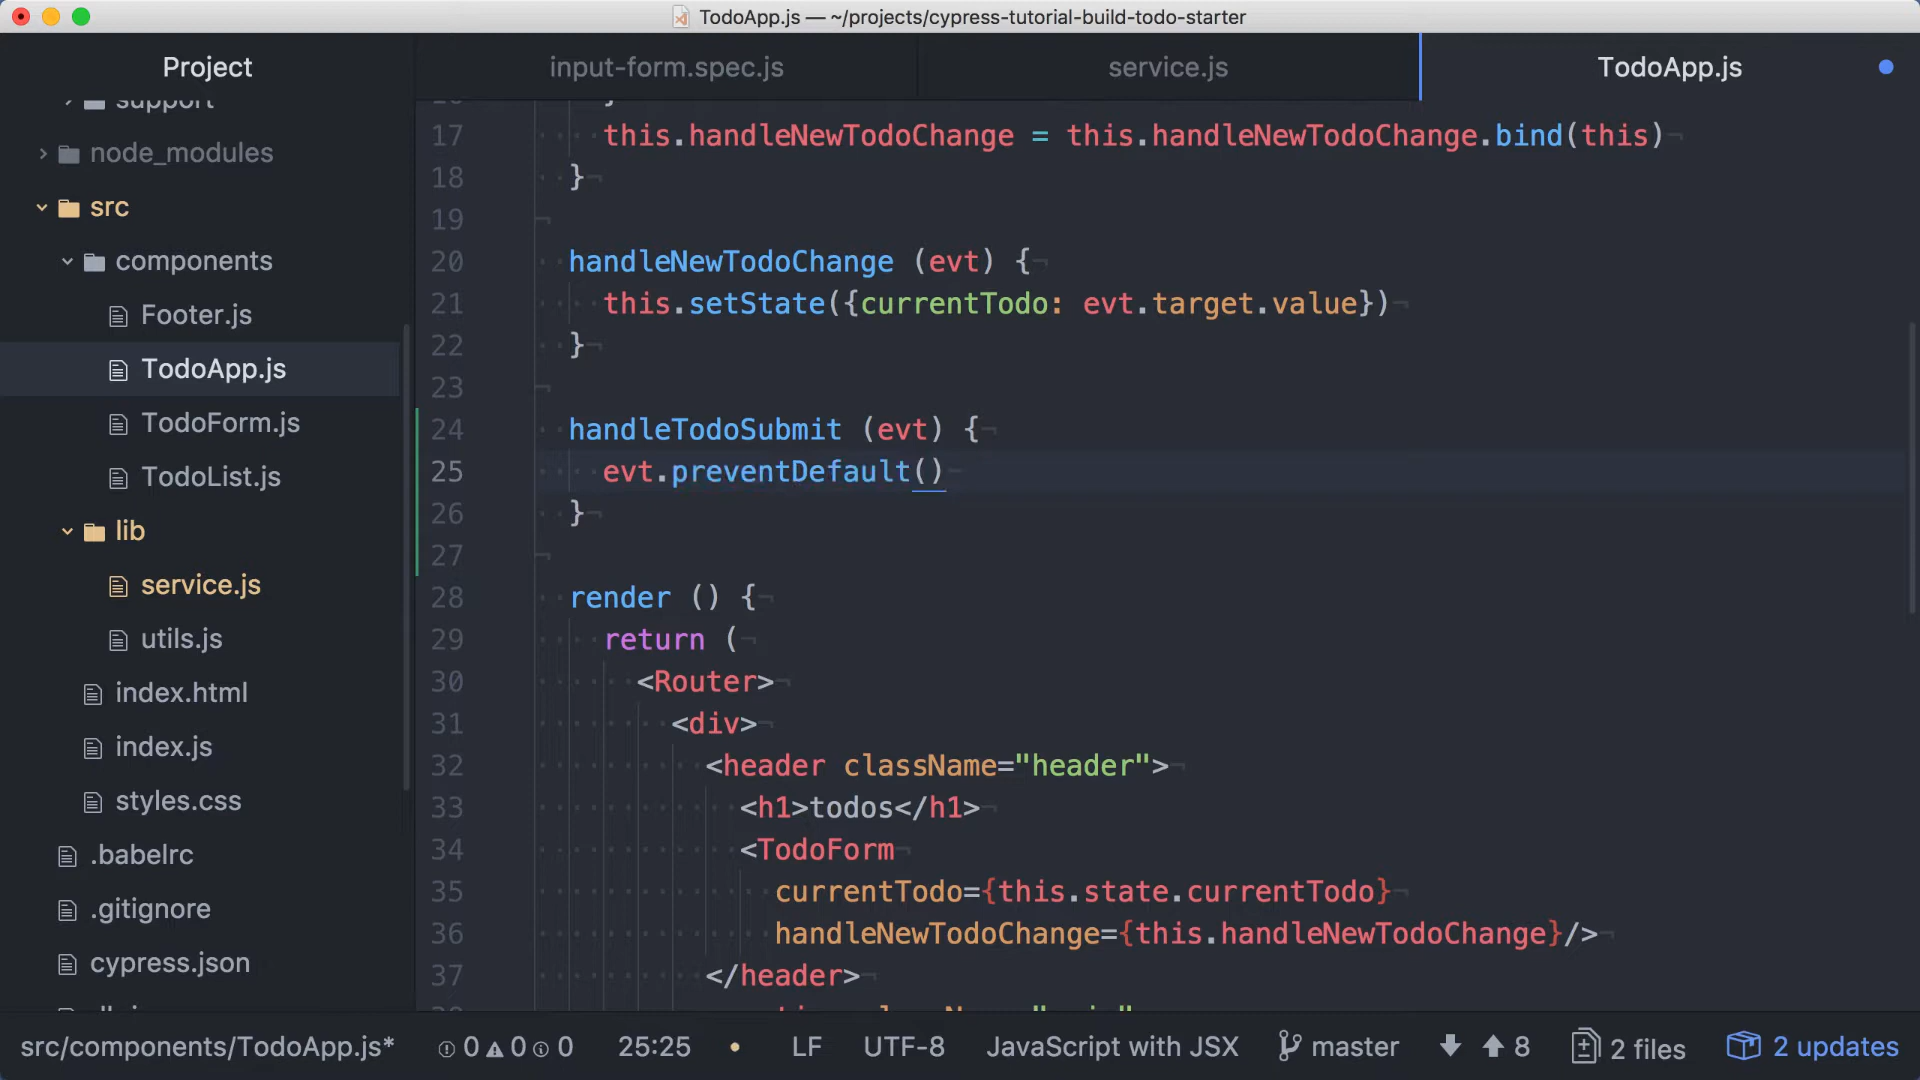 TodoApp.js — ~/projects/cypress-tutorial-build-todo-starter
Project
support
node_modules
src
components
Footer.js
TodoApp.js
TodoForm.js
TodoList.js
lib
service.js
utils.js
index.html
index.js
styles.css
.babelrc
.gitignore
cypress.json
input-form.spec.js
service.js
TodoApp.js
16 }
17 this.handleNewTodoChange = this.handleNewTodoChange.bind(this)
18 }
19
20 handleNewTodoChange (evt) {
21 this.setState({currentTodo: evt.target.value})
22 }
23
24 handleTodoSubmit (evt) {
25 evt.preventDefault()
26 }
27
28 render () {
29 return (
30 <Router>
31 <div>
32 <header className="header">
33 <h1>todos</h1>
34 <TodoForm
35 currentTodo={this.state.currentTodo}
36 handleNewTodoChange={this.handleNewTodoChange}/>
37 </header>
src/components/TodoApp.js* 0 0 0 25:25 LF UTF-8 JavaScript with JSX master 8 2 files 2 updates